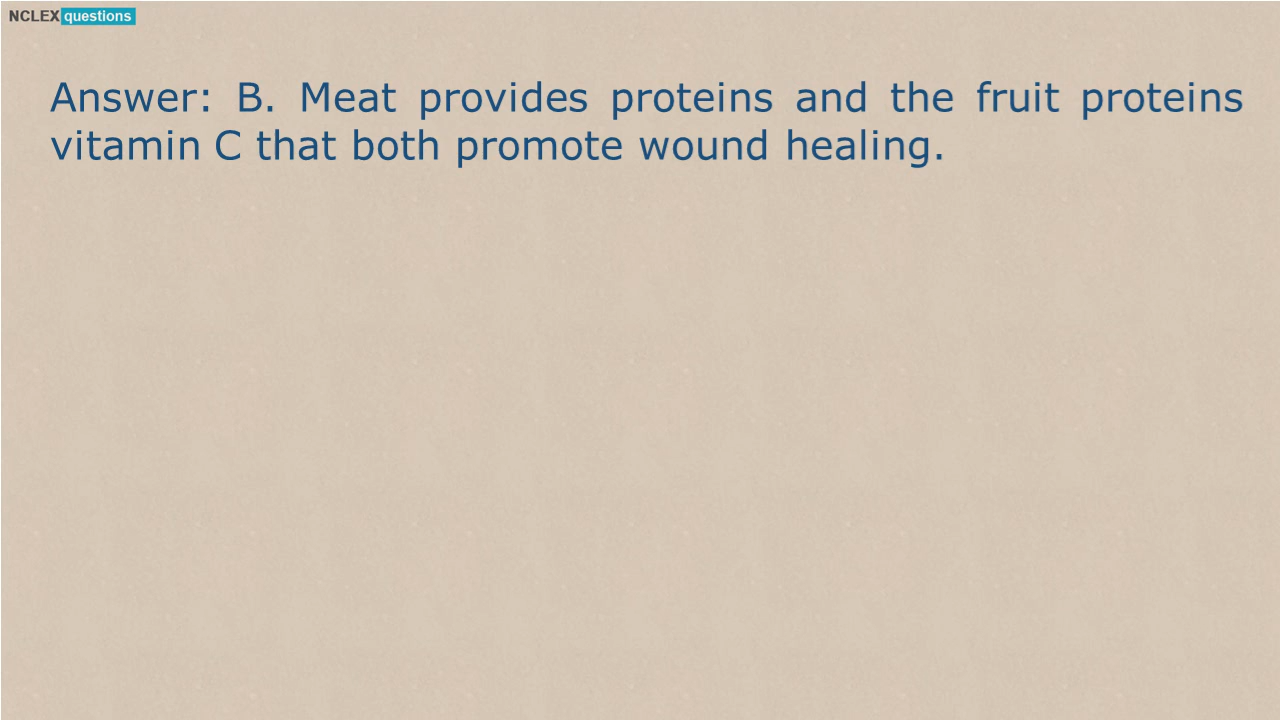 NCLEX questions
Answer: B. Meat provides proteins and the fruit proteins
vitamin C that both promote wound healing.